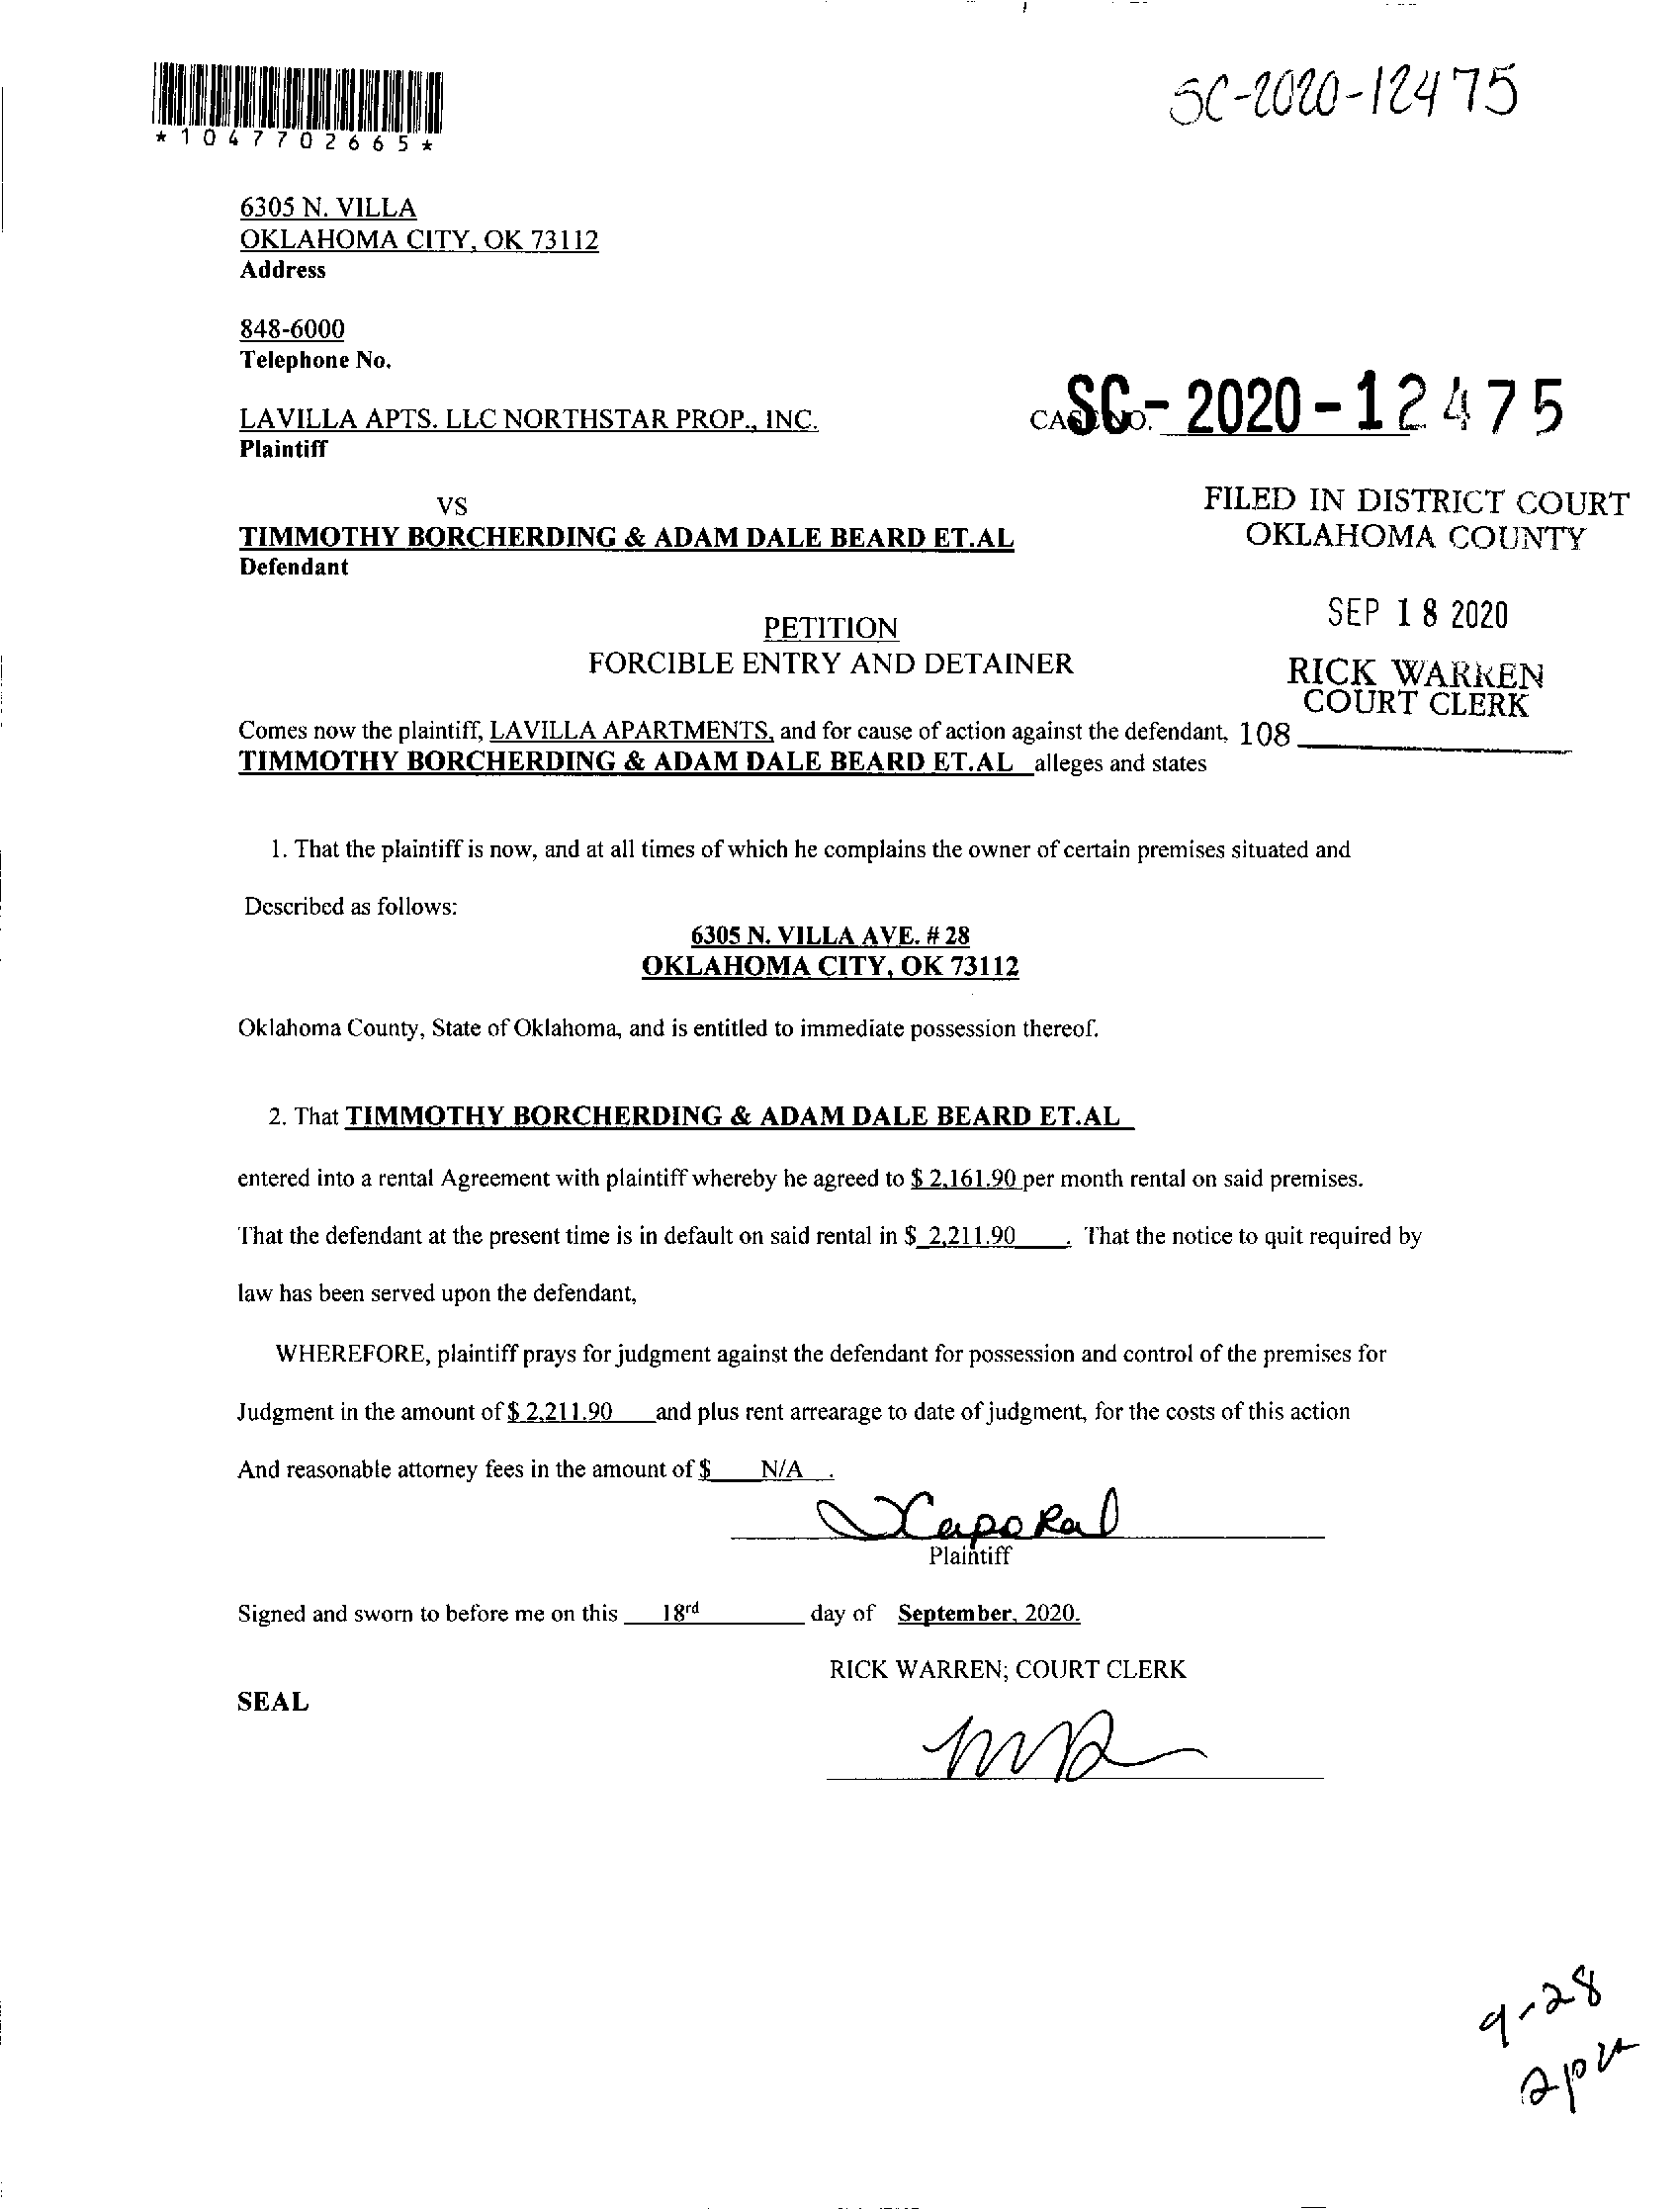 SC-2020-12475
*1047702665*
6305 N. VILLA
OKLAHOMA CITY, OK 73112
Address
848-6000
Telephone No.
LAVILLA APTS. LLC NORTHSTAR PROP., INC.
Plaintiff
CASE NO. SC-2020-12475
VS
TIMMOTHY BORCHERDING & ADAM DALE BEARD ET.AL
Defendant
FILED IN DISTRICT COURT
OKLAHOMA COUNTY
SEP 18 2020
RICK WARREN
COURT CLERK
108
PETITION
FORCIBLE ENTRY AND DETAINER
Comes now the plaintiff, LAVILLA APARTMENTS, and for cause of action against the defendant,
TIMMOTHY BORCHERDING & ADAM DALE BEARD ET.AL alleges and states
1. That the plaintiff is now, and at all times of which he complains the owner of certain premises situated and
Described as follows:
6305 N. VILLA AVE. # 28
OKLAHOMA CITY, OK 73112
Oklahoma County, State of Oklahoma, and is entitled to immediate possession thereof.
2. That TIMMOTHY BORCHERDING & ADAM DALE BEARD ET.AL
entered into a rental Agreement with plaintiff whereby he agreed to $ 2,161.90 per month rental on said premises.
That the defendant at the present time is in default on said rental in $ 2,211.90. That the notice to quit required by
law has been served upon the defendant,
WHEREFORE, plaintiff prays for judgment against the defendant for possession and control of the premises for
Judgment in the amount of $ 2,211.90 and plus rent arrearage to date of judgment, for the costs of this action
And reasonable attorney fees in the amount of $ N/A .
Plaintiff
Signed and sworn to before me on this 18rd day of September, 2020.
RICK WARREN; COURT CLERK
SEAL
9-28